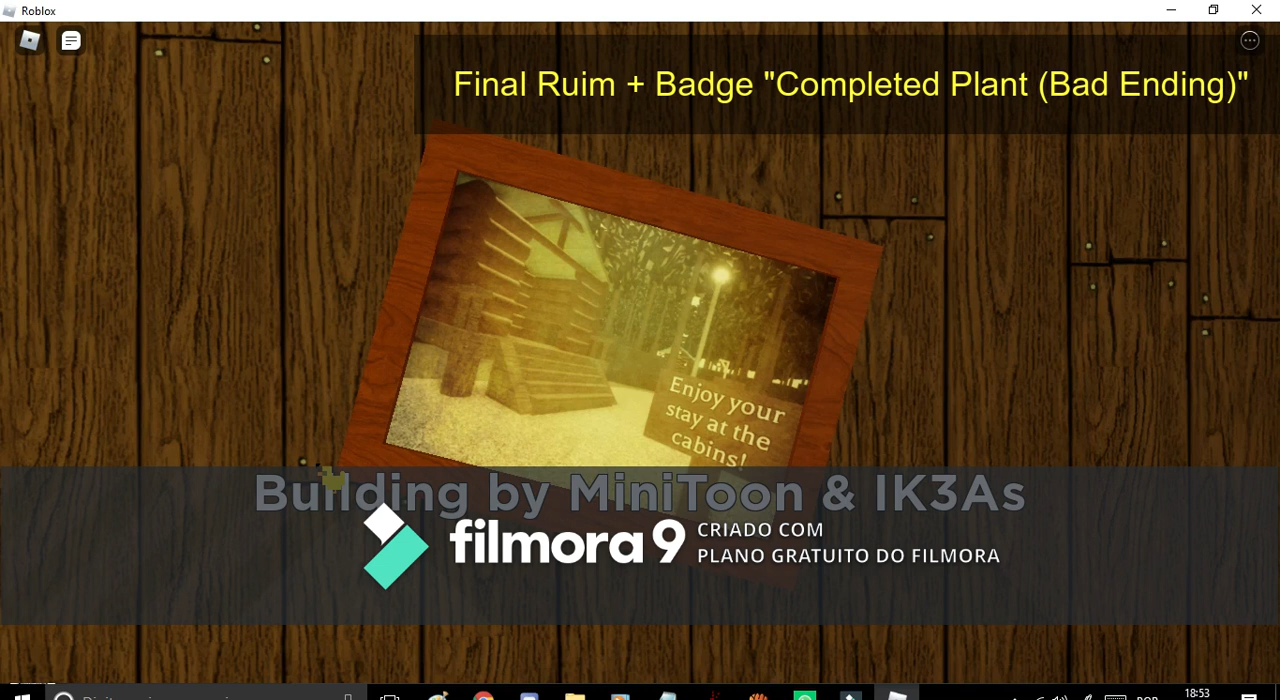 Roblox
Final Ruim + Badge "Completed Plant (Bad Ending)"
Enjoy your
stay at the
cabins!
Building by MiniToon & IK3As
filmora 9
CRIADO COM
PLANO GRATUITO DO FILMORA
18:53